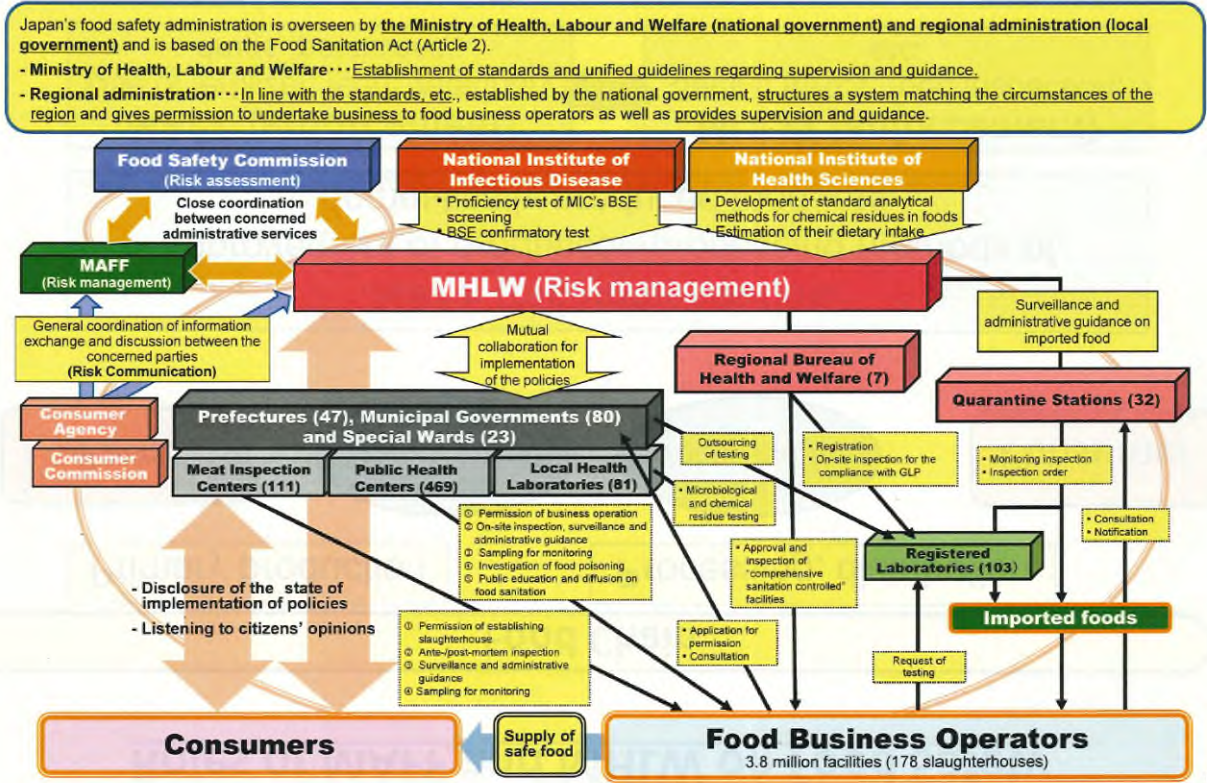 Japan's food safety administration is overseen by the Ministry of Health, Labour and Welfare (national government) and regional administration (local
government) and is based on the Food Sanitation Act (Article 2).
- Ministry of Health, Labour and Welfare･･･Establishment of standards and unified guidelines regarding supervision and guidance.
- Regional administration･･･In line with the standards, etc., established by the national government, structures a system matching the circumstances of the
region and gives permission to undertake business to food business operators as well as provides supervision and guidance.
Food Safety Commission
(Risk assessment)
National Institute of
Infectious Disease
National Institute of
Health Sciences
Close coordination
between concerned
administrative services
• Proficiency test of MIC's BSE
screening
• BSE confirmatory test
• Development of standard analytical
methods for chemical residues in foods
• Estimation of their dietary intake
MAFF
(Risk management)
MHLW (Risk management)
General coordination of information
exchange and discussion between the
concerned parties
(Risk Communication)
Mutual
collaboration for
implementation
of the policies
Surveillance and
administrative guidance on
imported food
Regional Bureau of
Health and Welfare (7)
Quarantine Stations (32)
Consumer
Agency
Consumer
Commission
Prefectures (47), Municipal Governments (80)
and Special Wards (23)
Meat Inspection
Centers (111)
Public Health
Centers (469)
Local Health
Laboratories (81)
Outsourcing
of testing
• Registration
• On-site inspection for the
compliance with GLP
• Monitoring inspection
• Inspection order
• Microbiological
and chemical
residue testing
① Permission of business operation
② On-site inspection, surveillance and
administrative guidance
③ Sampling for monitoring
④ Investigation of food poisoning
⑤ Public education and diffusion on
food sanitation
• Approval and
inspection of
"comprehensive
sanitation controlled"
facilities
• Consultation
• Notification
Registered
Laboratories (103)
Imported foods
- Disclosure of the state of
implementation of policies
- Listening to citizens' opinions
① Permission of establishing
slaughterhouse
② Ante-/post-mortem inspection
③ Surveillance and administrative
guidance
④ Sampling for monitoring
• Application for
permission
• Consultation
Request of
testing
Consumers
Supply of
safe food
Food Business Operators
3.8 million facilities (178 slaughterhouses)